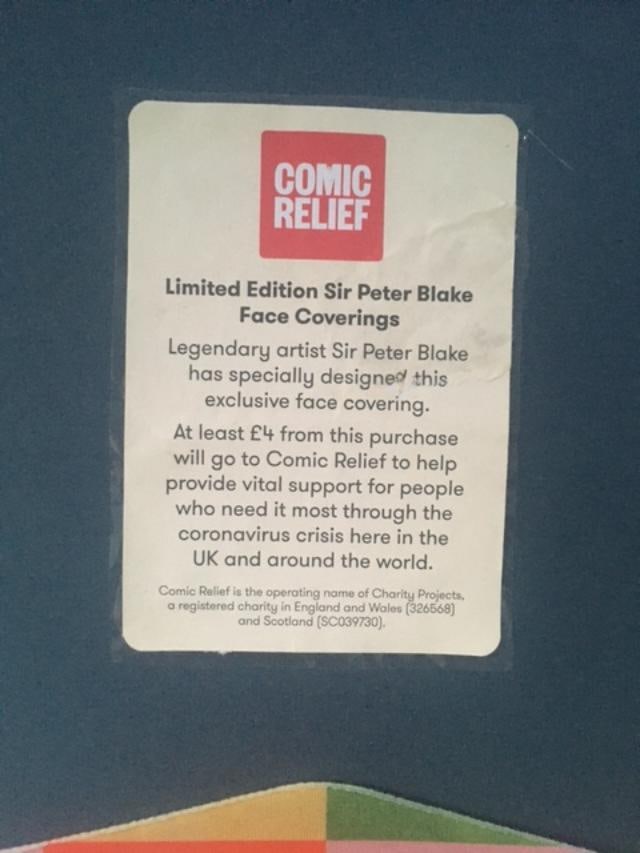 COMIC
RELIEF
Limited Edition Sir Peter Blake
Face Coverings
Legendary artist Sir Peter Blake
has specially designed this
exclusive face covering.
At least £4 from this purchase
will go to Comic Relief to help
provide vital support for people
who need it most through the
coronavirus crisis here in the
UK and around the world.
Comic Relief is the operating name of Charity Projects,
a registered charity in England and Wales (326568)
and Scotland (SC039730).